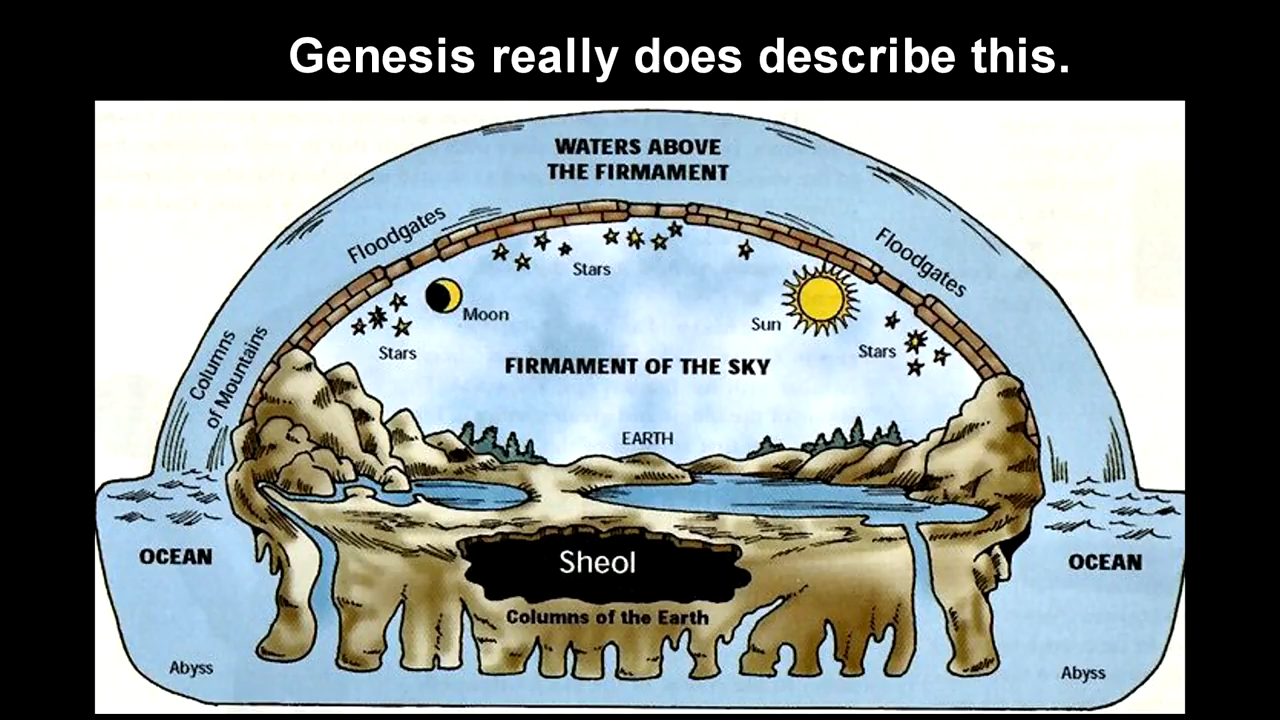 Genesis really does describe this.
WATERS ABOVE
THE FIRMAMENT
Floodgates
Floodgates
Stars
Moon
Sun
Stars
Stars
Columns
of Mountains
FIRMAMENT OF THE SKY
EARTH
OCEAN
Sheol
OCEAN
Columns of the Earth
Abyss
Abyss